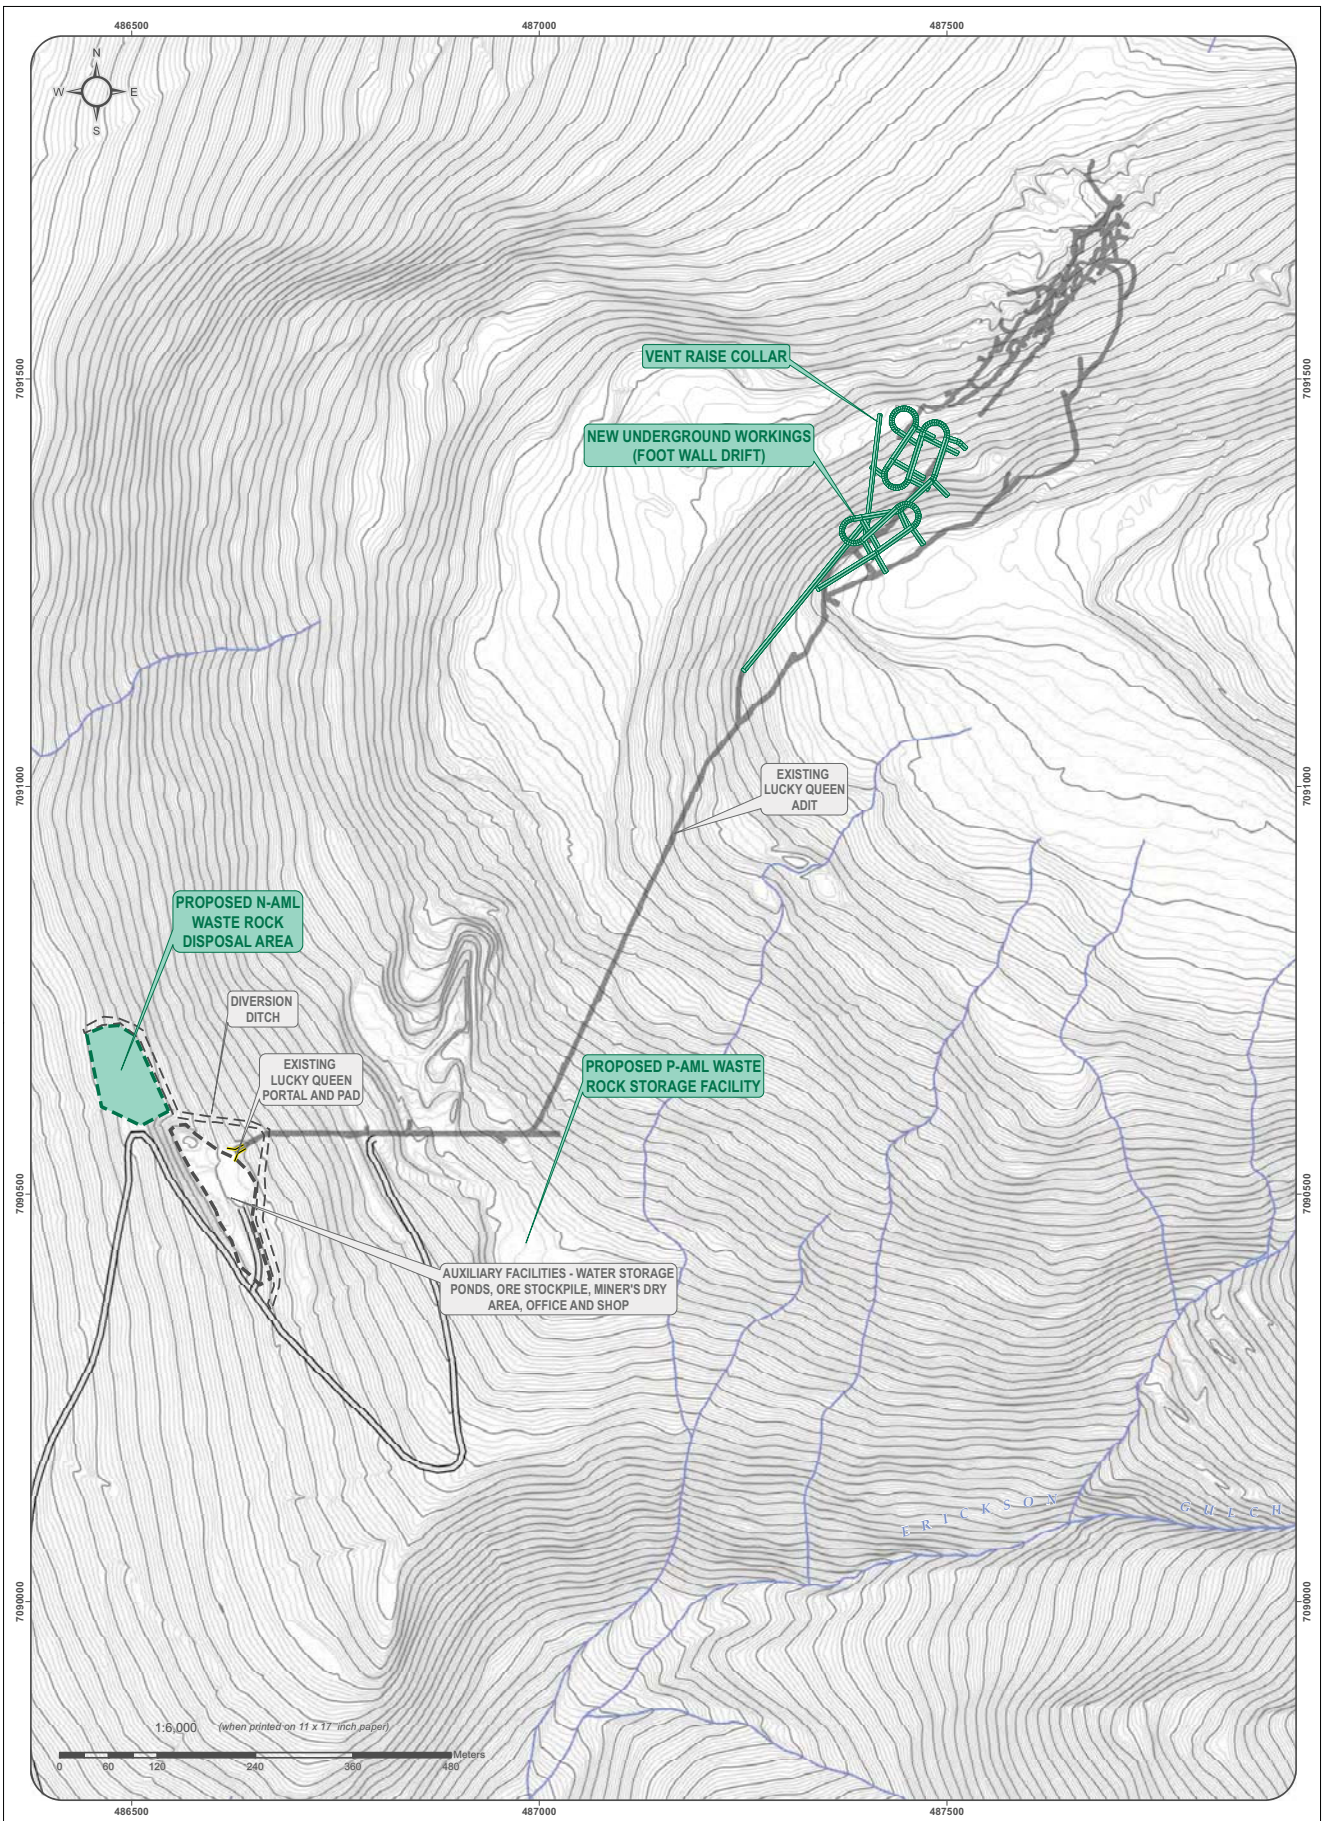 486500
487000
487500
N
W
E
S
7091500
7091500
VENT RAISE COLLAR
NEW UNDERGROUND WORKINGS
(FOOT WALL DRIFT)
7091000
7091000
EXISTING
LUCKY QUEEN
ADIT
PROPOSED N-AML
WASTE ROCK
DISPOSAL AREA
DIVERSION
DITCH
EXISTING
LUCKY QUEEN
PORTAL AND PAD
PROPOSED P-AML WASTE
ROCK STORAGE FACILITY
7090500
7090500
AUXILIARY FACILITIES - WATER STORAGE
PONDS, ORE STOCKPILE, MINER'S DRY
AREA, OFFICE AND SHOP
ERICKSON GULCH
7090000
7090000
1:6,000 (when printed on 11 x 17 inch paper)
Meters
0 60 120 240 360 480
486500
487000
487500